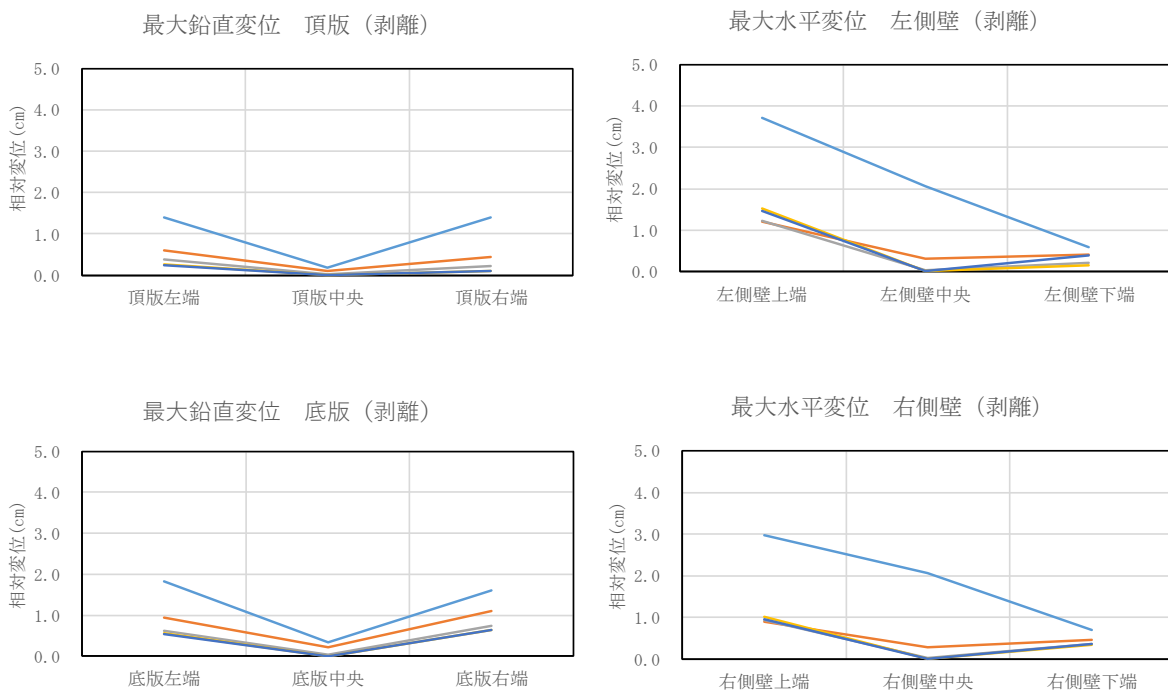 最大鉛直変位　頂版（剥離）
5.0
4.0
3.0
2.0
1.0
0.0
相対変位(cm)
頂版左端
頂版中央
頂版右端
最大水平変位　左側壁（剥離）
5.0
4.0
3.0
2.0
1.0
0.0
相対変位(cm)
左側壁上端
左側壁中央
左側壁下端
最大鉛直変位　底版（剥離）
5.0
4.0
3.0
2.0
1.0
0.0
相対変位(cm)
底版左端
底版中央
底版右端
最大水平変位　右側壁（剥離）
5.0
4.0
3.0
2.0
1.0
0.0
相対変位(cm)
右側壁上端
右側壁中央
右側壁下端